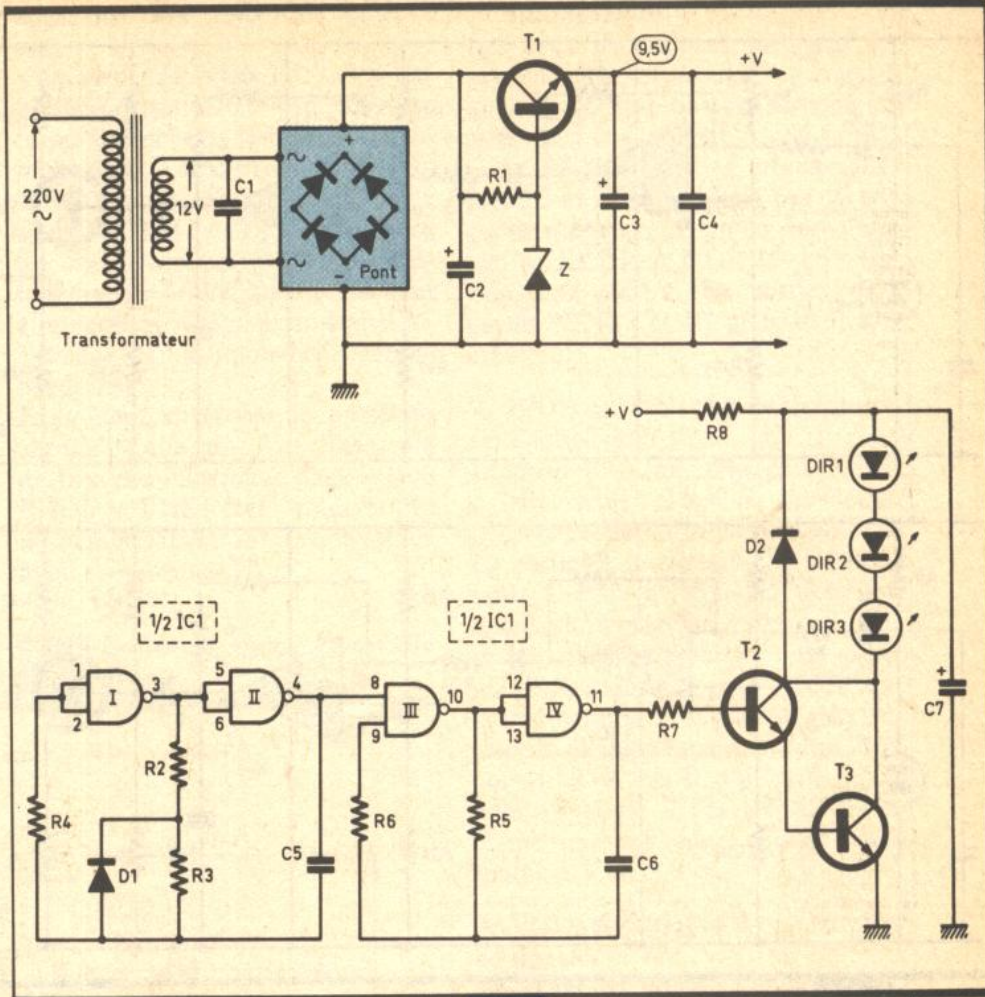 T1
9,5V
+V
220V
~
12V
C1
~
+
~
-
Pont
R1
C2
Z
C3
C4
Transformateur
+V
R8
DIR1
D2
DIR2
DIR3
1/2 IC1
1/2 IC1
T2
1
2
I
3
5
6
II
4
8
9
III
10
12
13
IV
11
R7
C7
T3
R2
R4
D1
R3
C5
R6
R5
C6